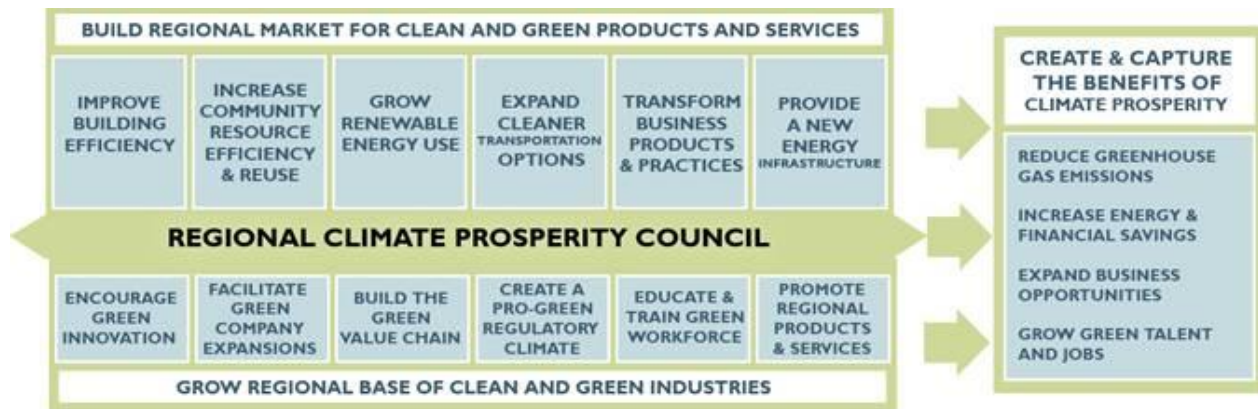 BUILD REGIONAL MARKET FOR CLEAN AND GREEN PRODUCTS AND SERVICES
IMPROVE
BUILDING
EFFICIENCY
INCREASE
COMMUNITY
RESOURCE
EFFICIENCY
& REUSE
GROW
RENEWABLE
ENERGY USE
EXPAND
CLEANER
TRANSPORTATION
OPTIONS
TRANSFORM
BUSINESS
PRODUCTS
& PRACTICES
PROVIDE
A NEW
ENERGY
INFRASTRUCTURE
REGIONAL CLIMATE PROSPERITY COUNCIL
ENCOURAGE
GREEN
INNOVATION
FACILITATE
GREEN
COMPANY
EXPANSIONS
BUILD THE
GREEN
VALUE CHAIN
CREATE A
PRO-GREEN
REGULATORY
CLIMATE
EDUCATE &
TRAIN GREEN
WORKFORCE
PROMOTE
REGIONAL
PRODUCTS
& SERVICES
GROW REGIONAL BASE OF CLEAN AND GREEN INDUSTRIES
CREATE & CAPTURE
THE BENEFITS OF
CLIMATE PROSPERITY
REDUCE GREENHOUSE
GAS EMISSIONS
INCREASE ENERGY &
FINANCIAL SAVINGS
EXPAND BUSINESS
OPPORTUNITIES
GROW GREEN TALENT
AND JOBS